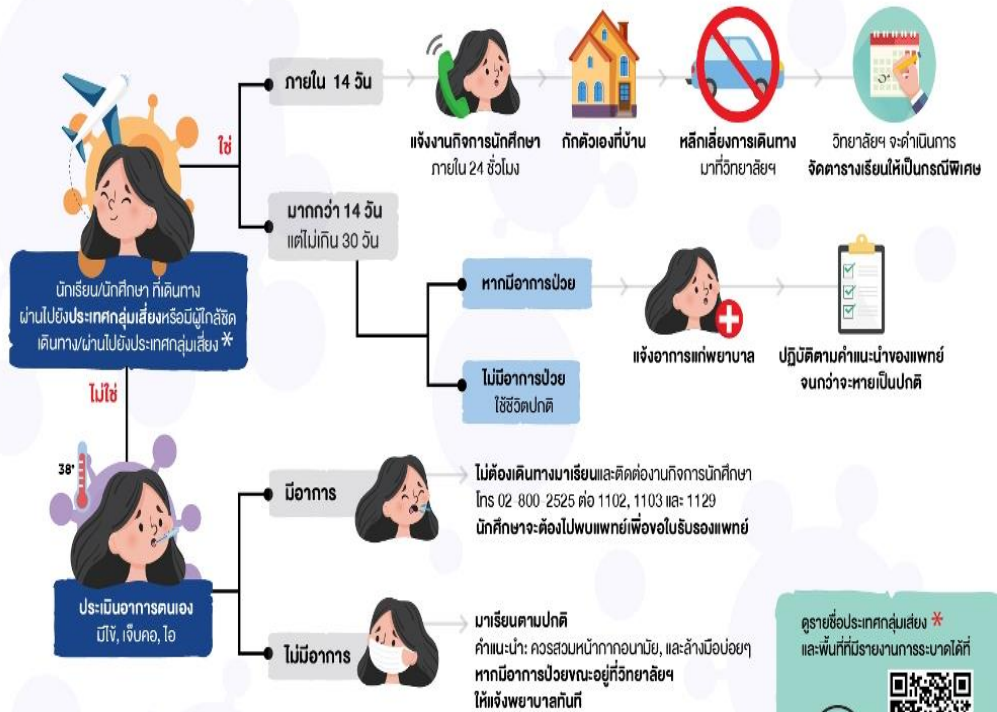 ใช่
ภายใน 14 วัน
แจ้งงานกิจการนักศึกษา
ภายใน 24 ชั่วโมง
กักตัวเองที่บ้าน
หลีกเลี่ยงการเดินทาง
มาที่วิทยาลัยฯ
วิทยาลัยฯ จะดำเนินการ
จัดตารางเรียนให้เป็นกรณีพิเศษ
มากกว่า 14 วัน
แต่ไม่เกิน 30 วัน
นักเรียน/นักศึกษา ที่เดินทาง
ผ่านไปยังประเทศกลุ่มเสี่ยงหรือมีผู้ใกล้ชิด
เดินทาง/ผ่านไปยังประเทศกลุ่มเสี่ยง *
หากมีอาการป่วย
แจ้งอาการแก่พยาบาล
ปฏิบัติตามคำแนะนำของแพทย์
จนกว่าจะหายเป็นปกติ
ไม่มีอาการป่วย
ใช้ชีวิตปกติ
ไม่ใช่
38°
ประเมินอาการตนเอง
มีไข้, เจ็บคอ, ไอ
มีอาการ
ไม่ต้องเดินทางมาเรียนและติดต่องานกิจการนักศึกษา
โทร 02-800-2525 ต่อ 1102, 1103 และ 1129
นักศึกษาจะต้องไปพบแพทย์เพื่อขอใบรับรองแพทย์
ไม่มีอาการ
มาเรียนตามปกติ
คำแนะนำ: ควรสวมหน้ากากอนามัย, และล้างมือบ่อยๆ
หากมีอาการป่วยขณะอยู่ที่วิทยาลัยฯ
ให้แจ้งพยาบาลทันที
ดูรายชื่อประเทศกลุ่มเสี่ยง *
และพื้นที่ที่มีรายงานการระบาดได้ที่